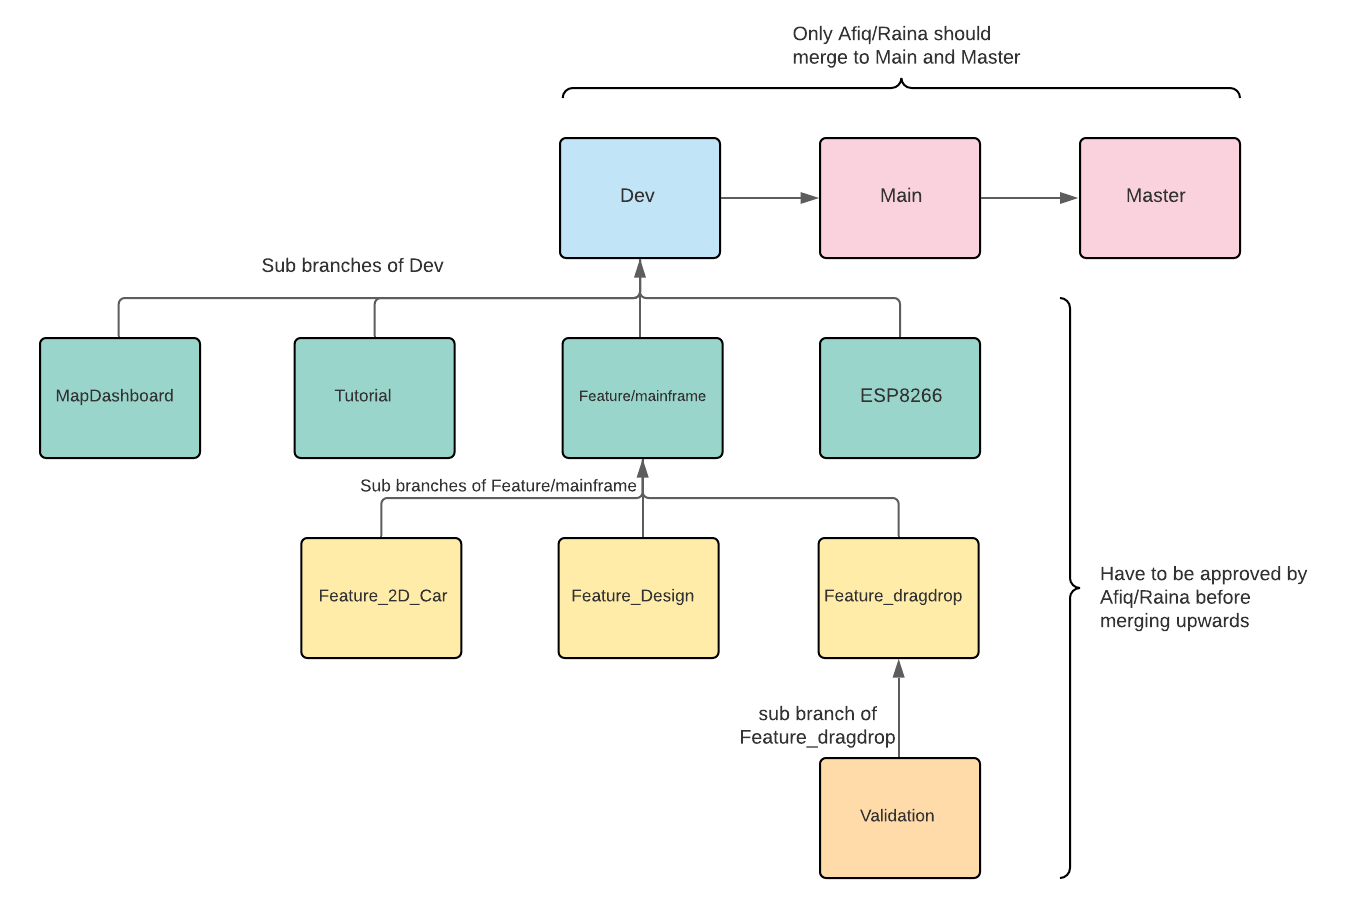 Only Afiq/Raina should
merge to Main and Master
Dev
Main
Master
Sub branches of Dev
MapDashboard
Tutorial
Feature/mainframe
ESP8266
Sub branches of Feature/mainframe
Feature_2D_Car
Feature_Design
Feature_dragdrop
Have to be approved by
Afiq/Raina before
merging upwards
sub branch of
Feature_dragdrop
Validation